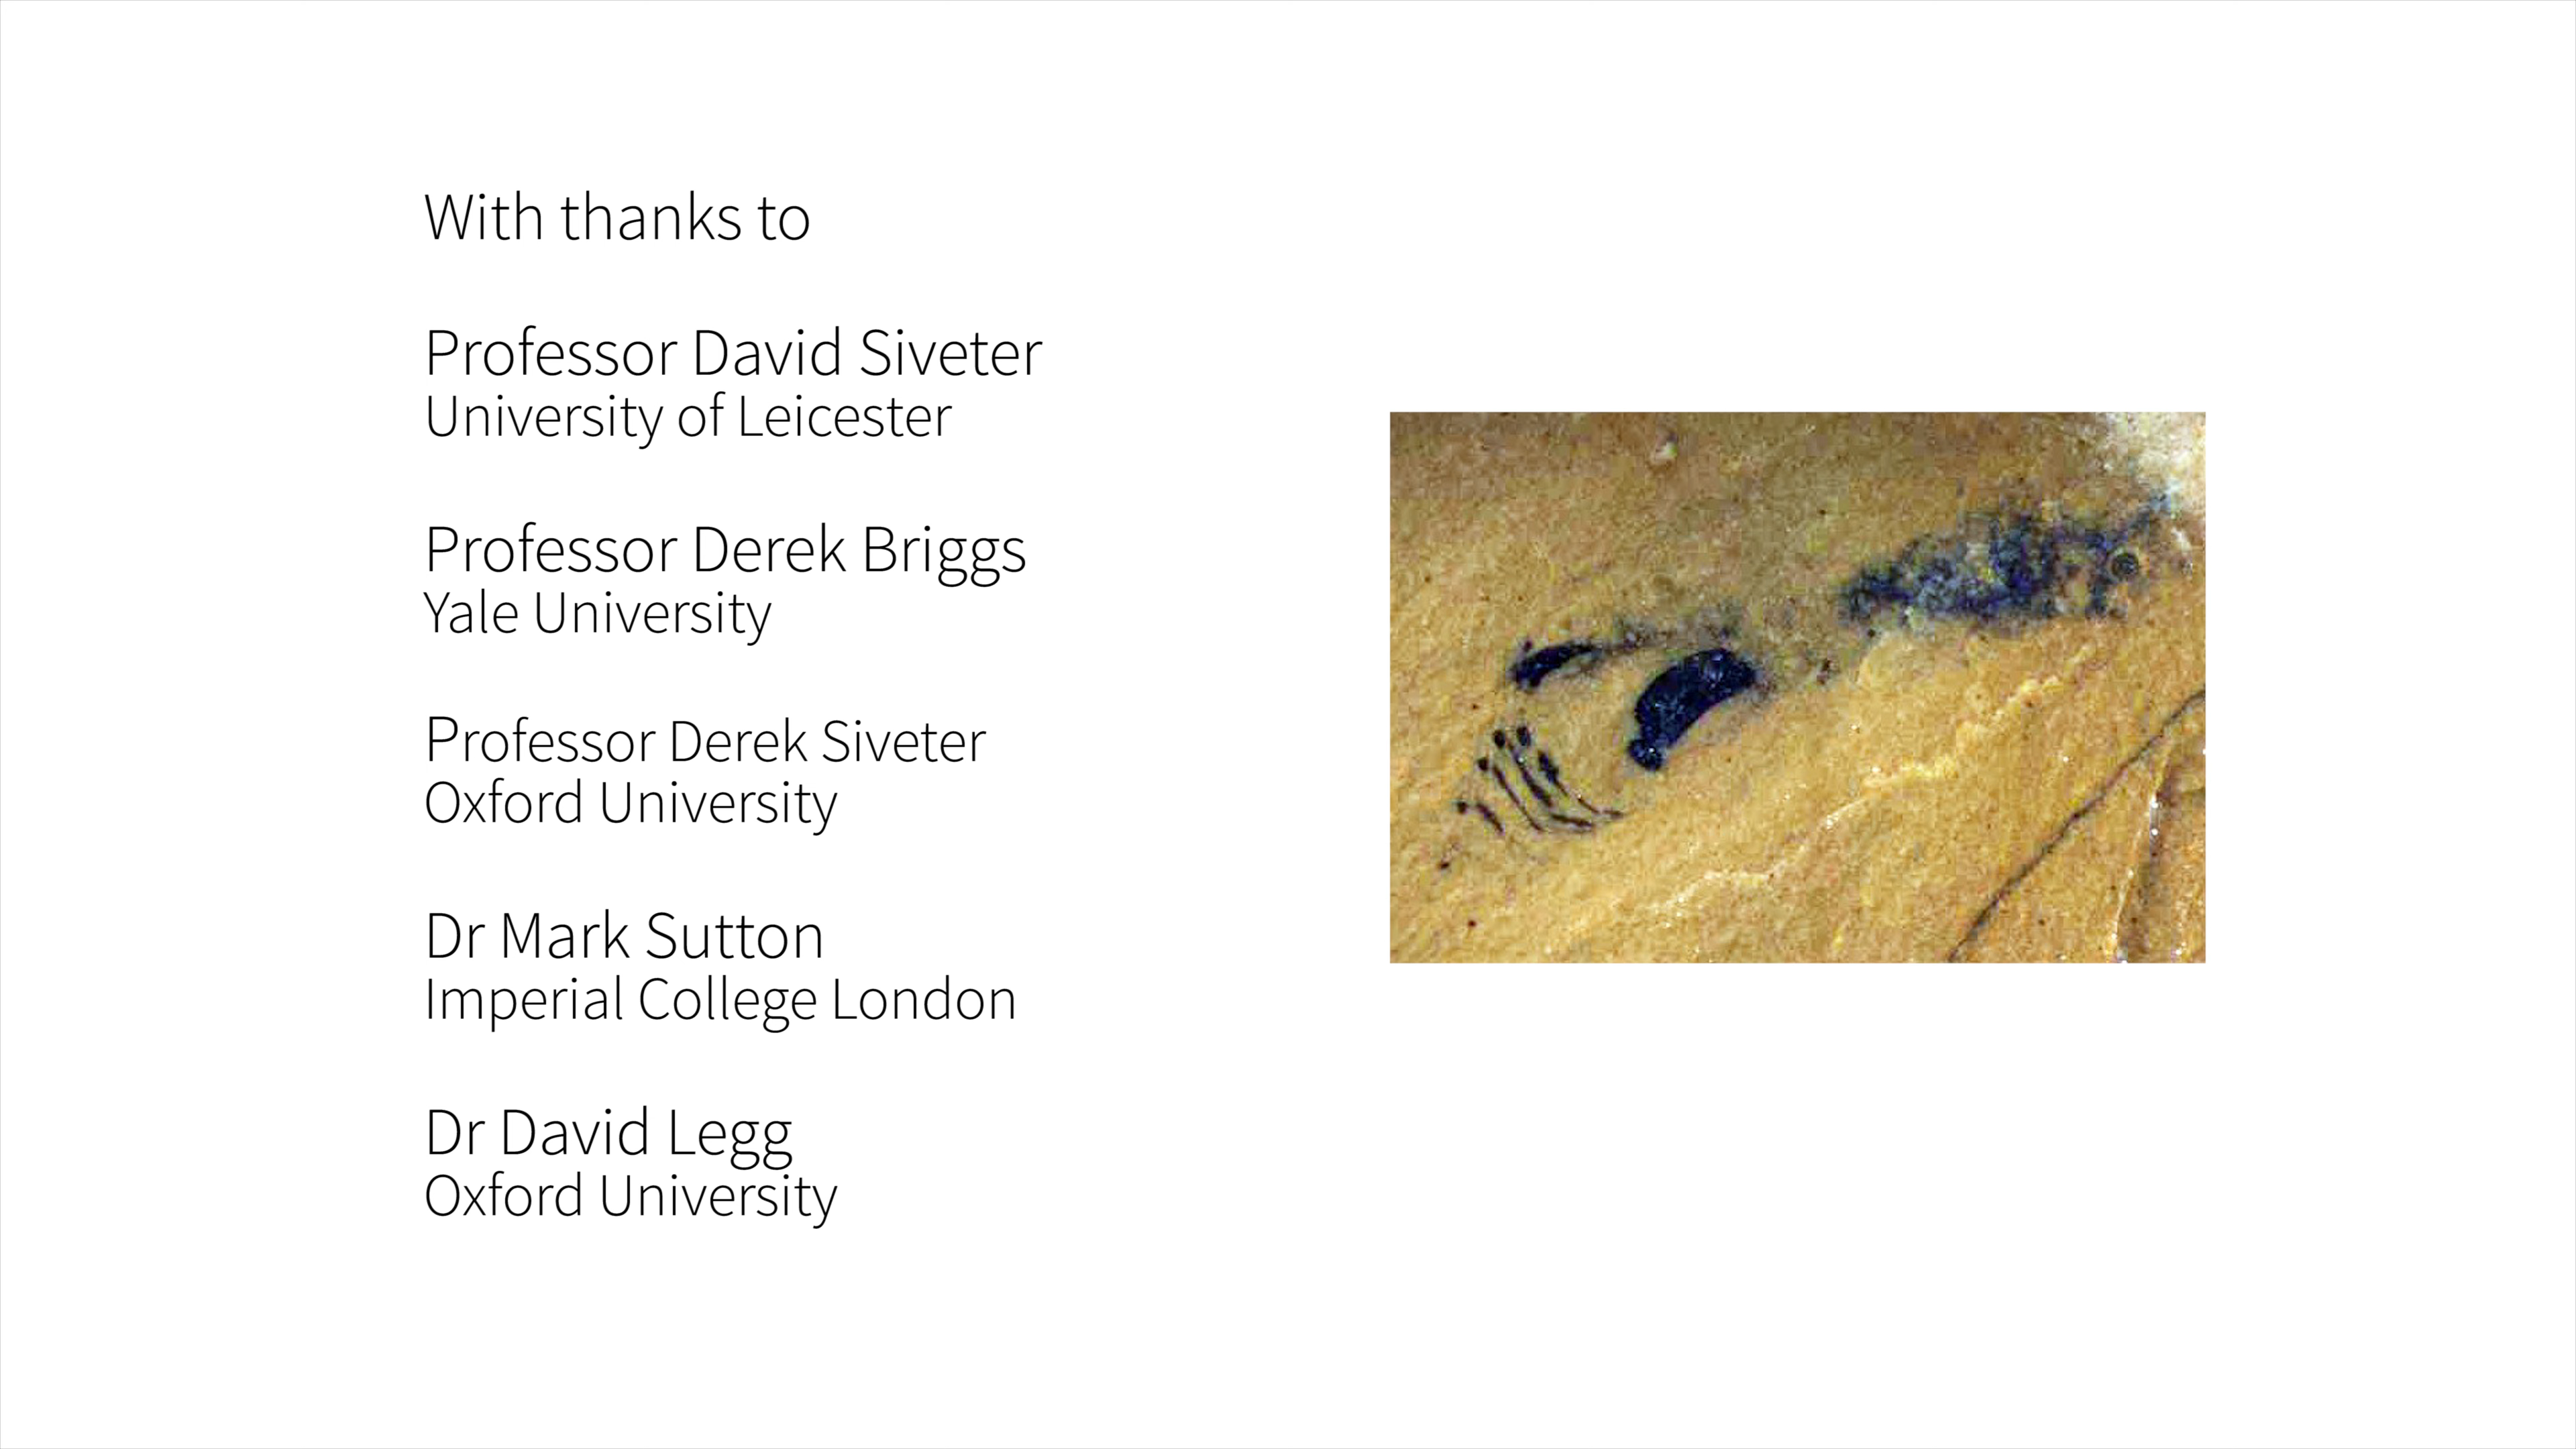 With thanks to
Professor David Siveter
University of Leicester
Professor Derek Briggs
Yale University
Professor Derek Siveter
Oxford University
Dr Mark Sutton
Imperial College London
Dr David Legg
Oxford University